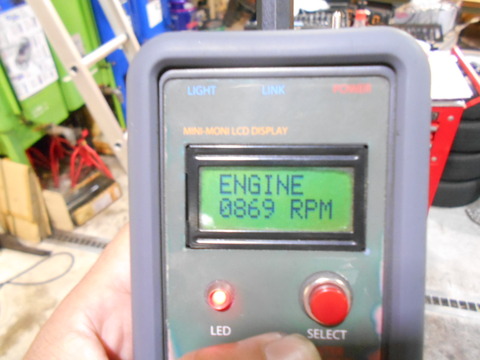 LIGHT LINK POWER
MINI-MONI LCD DISPLAY
ENGINE
0869 RPM
LED SELECT